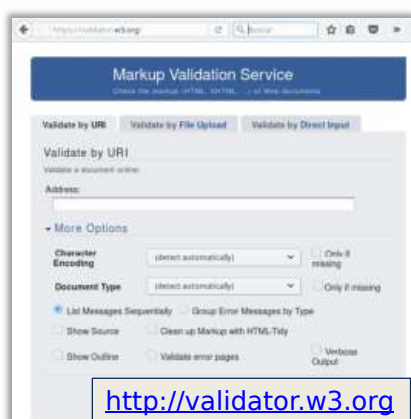 https://validator.w3.org
Buscar
Markup Validation Service
Check the markup (HTML, XHTML, ...) of Web documents
Validate by URI Validate by File Upload Validate by Direct Input
Validate by URI
Validate a document online:
Address:
More Options
Character Encoding (detect automatically) Only if missing
Document Type (detect automatically) Only if missing
List Messages Sequentially Group Error Messages by Type
Show Source Clean up Markup with HTML-Tidy
Show Outline Validate error pages Verbose Output
http://validator.w3.org